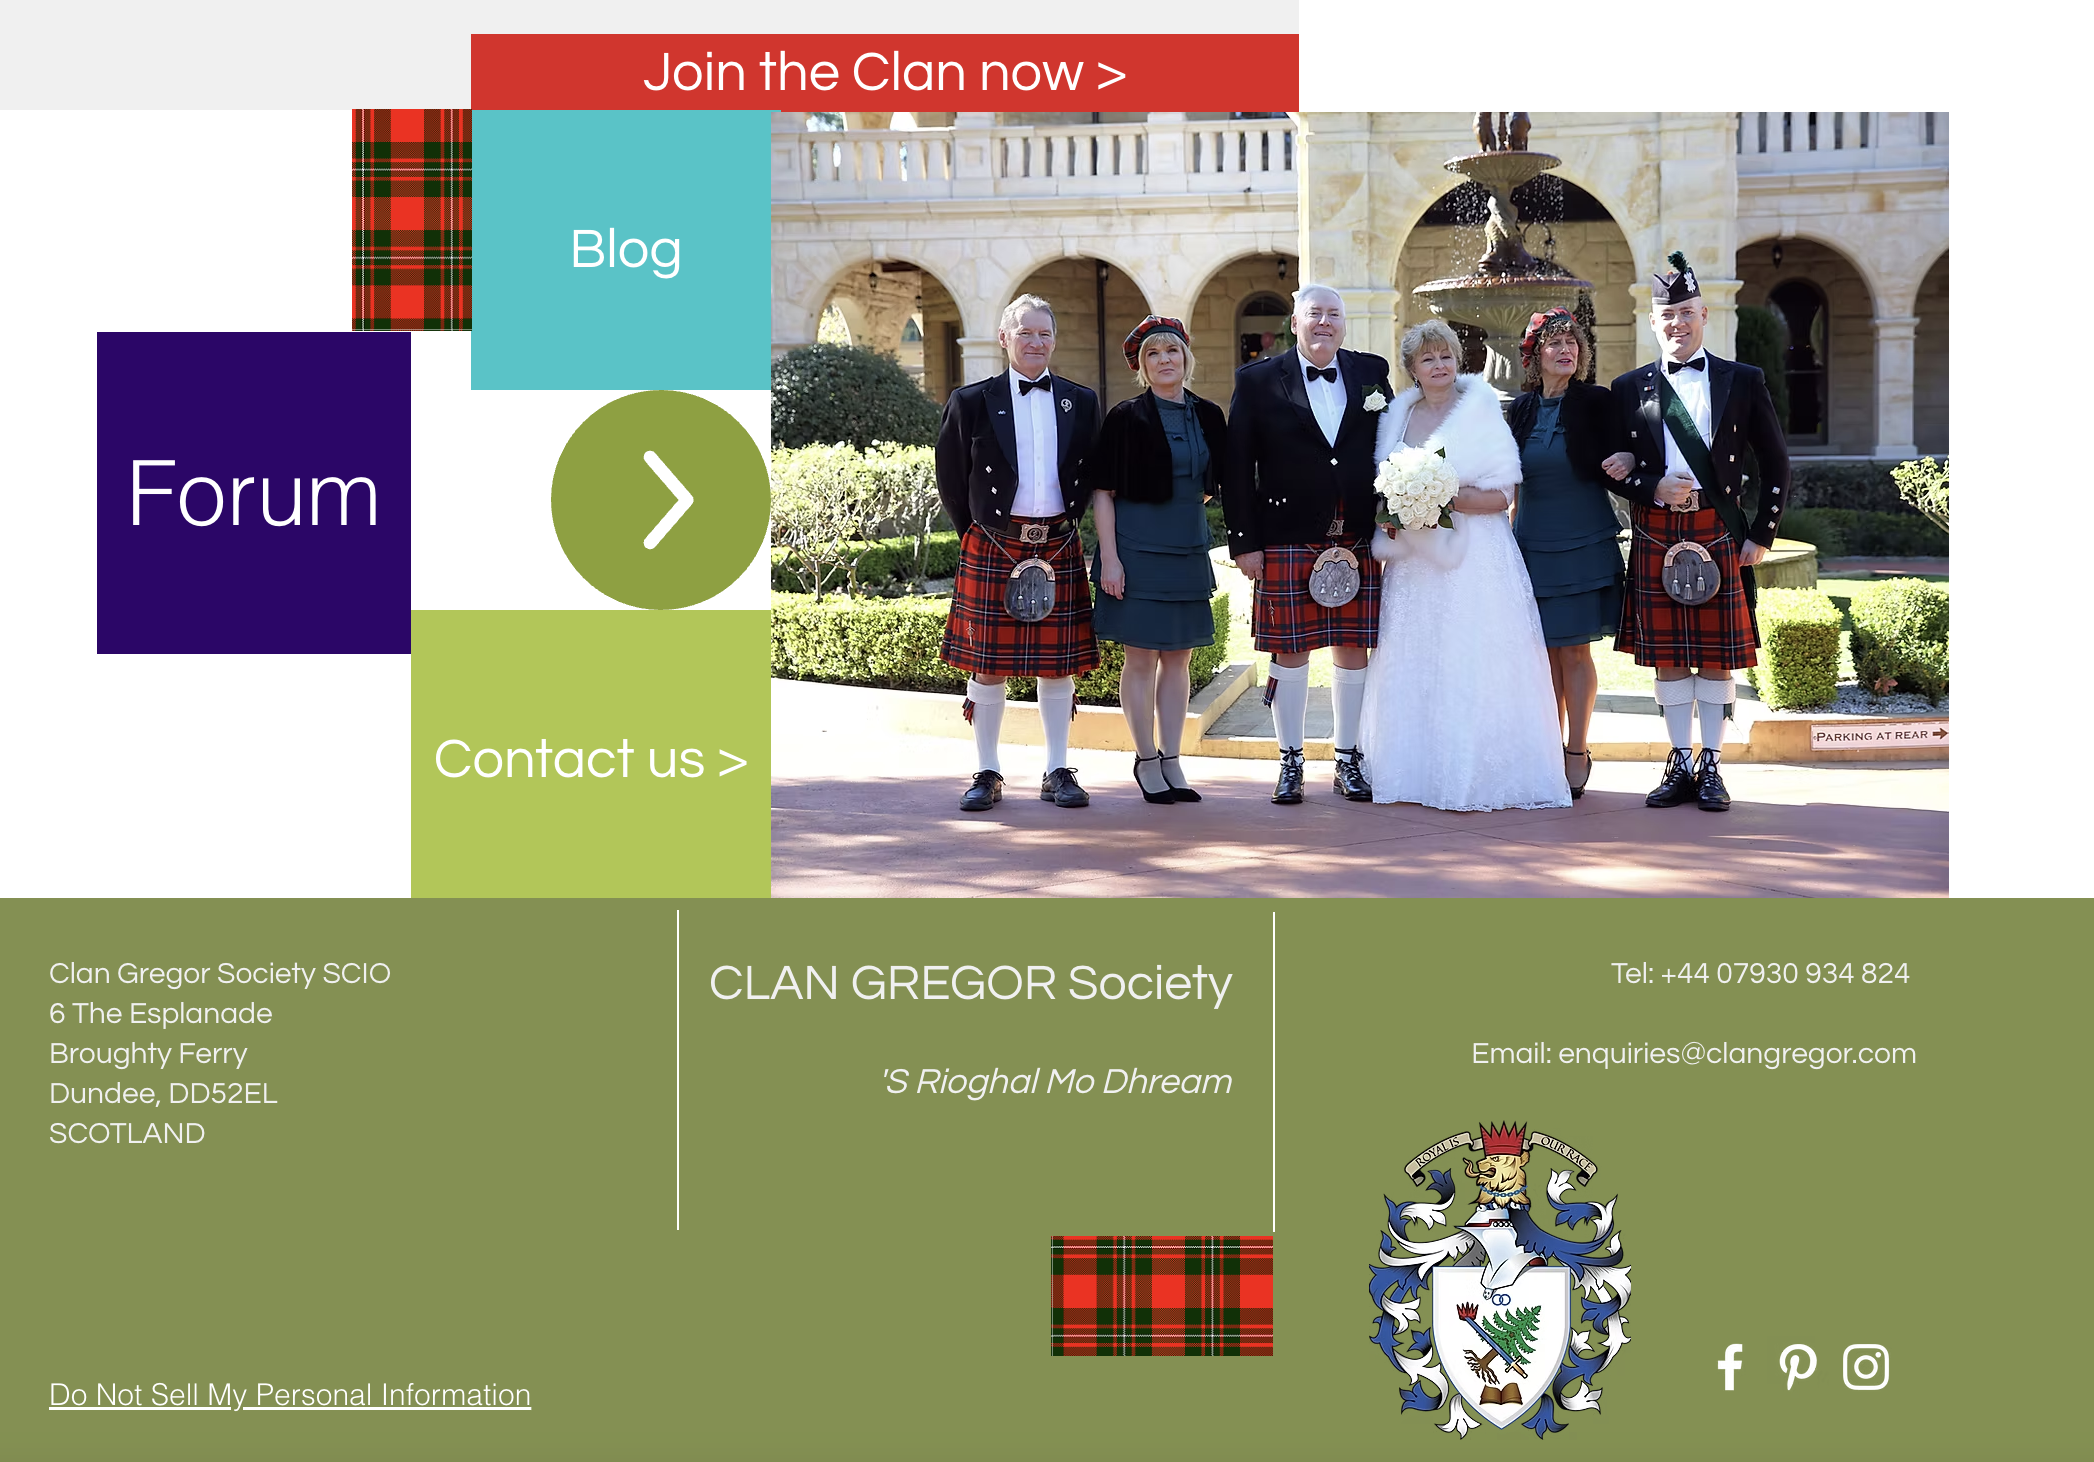 Join the Clan now >
Blog
Forum
Contact us >
PARKING AT REAR
Clan Gregor Society SCIO
6 The Esplanade
Broughty Ferry
Dundee, DD52EL
SCOTLAND
Do Not Sell My Personal Information
CLAN GREGOR Society
'S Rioghal Mo Dhream
Tel: +44 07930 934 824
Email: enquiries@clangregor.com
ROYAL IS OUR RACE